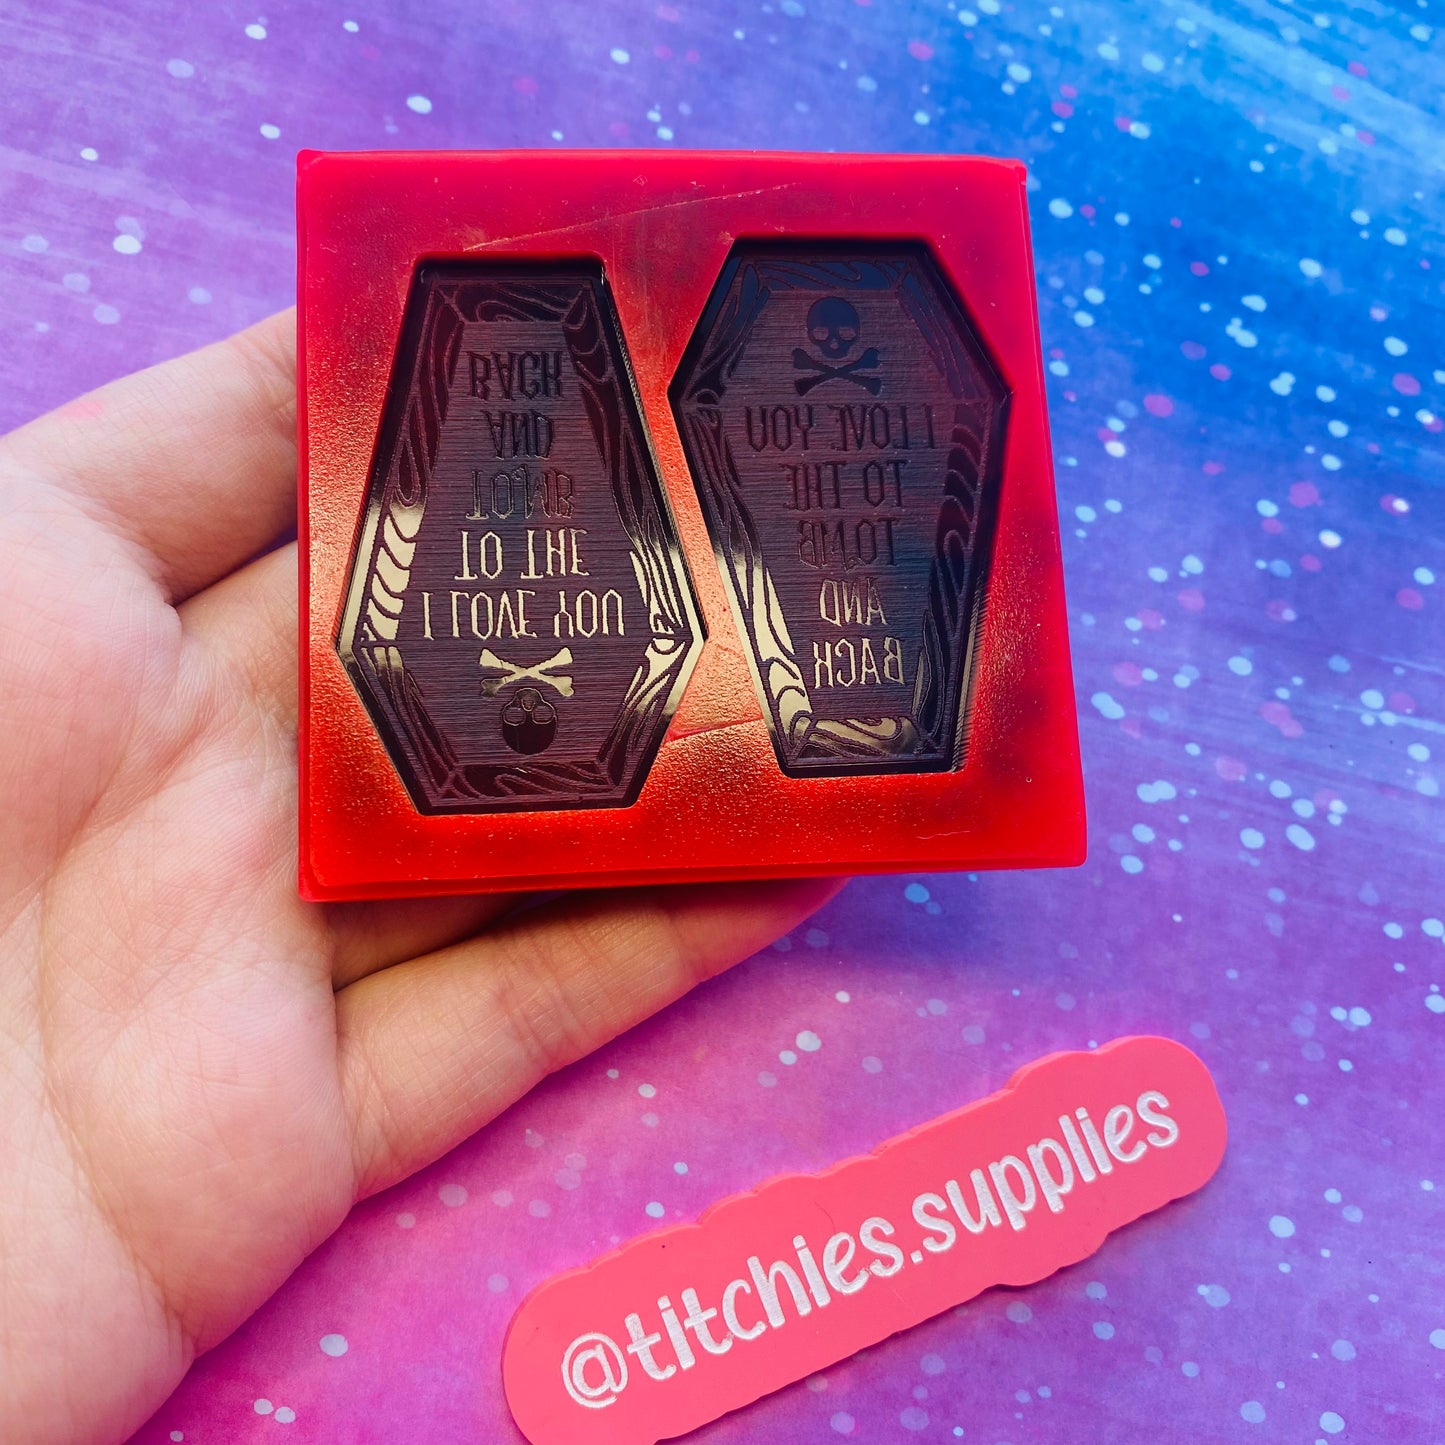 BACK
AND
TOMB
TO THE
I LOVE YOU
I LOVE YOU
TO THE
TOMB
AND
BACK
@titchies.supplies